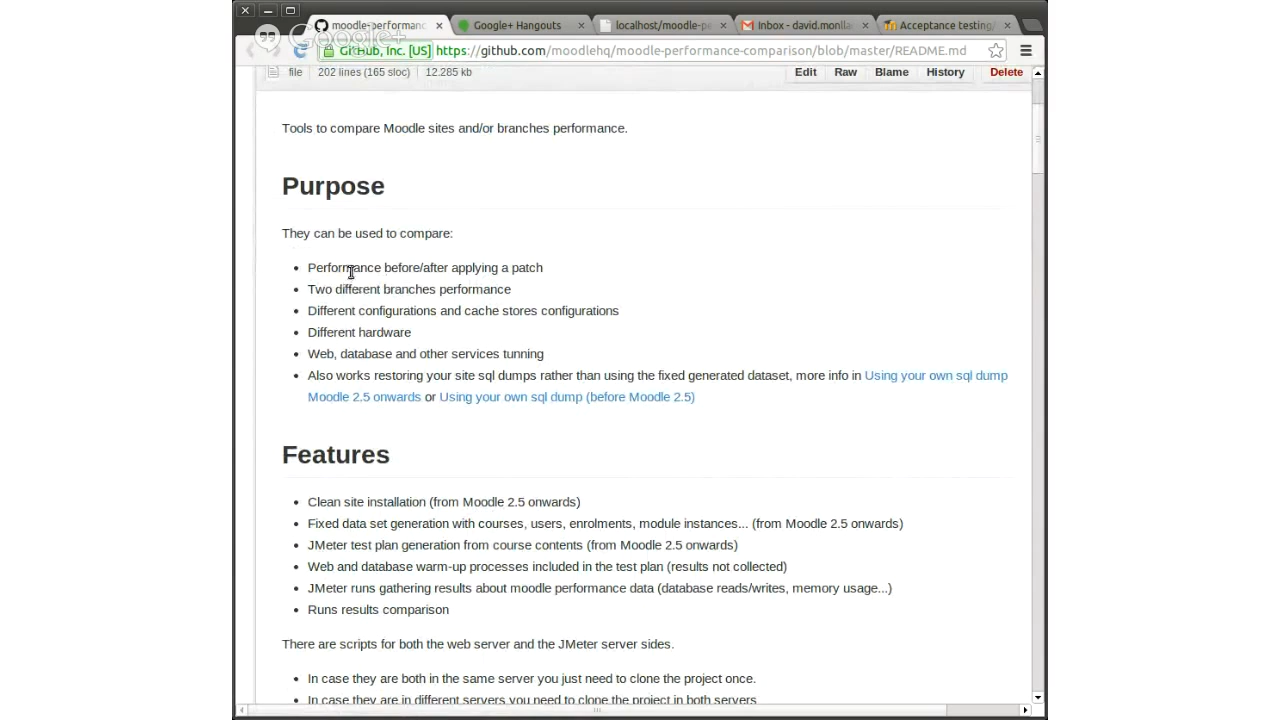 moodle-performanc
Google+ Hangouts
localhost/moodle-pe
Inbox - david.monlla
Acceptance testing/
Google+
GitHub, Inc. [US] https://github.com/moodlehq/moodle-performance-comparison/blob/master/README.md
file 202 lines (165 sloc) 12.285 kb Edit Raw Blame History Delete
Tools to compare Moodle sites and/or branches performance.
Purpose
They can be used to compare:
Performance before/after applying a patch
Two different branches performance
Different configurations and cache stores configurations
Different hardware
Web, database and other services tunning
Also works restoring your site sql dumps rather than using the fixed generated dataset, more info in Using your own sql dump
Moodle 2.5 onwards or Using your own sql dump (before Moodle 2.5)
Features
Clean site installation (from Moodle 2.5 onwards)
Fixed data set generation with courses, users, enrolments, module instances... (from Moodle 2.5 onwards)
JMeter test plan generation from course contents (from Moodle 2.5 onwards)
Web and database warm-up processes included in the test plan (results not collected)
JMeter runs gathering results about moodle performance data (database reads/writes, memory usage...)
Runs results comparison
There are scripts for both the web server and the JMeter server sides.
In case they are both in the same server you just need to clone the project once.
In case they are in different servers you need to clone the project in both servers